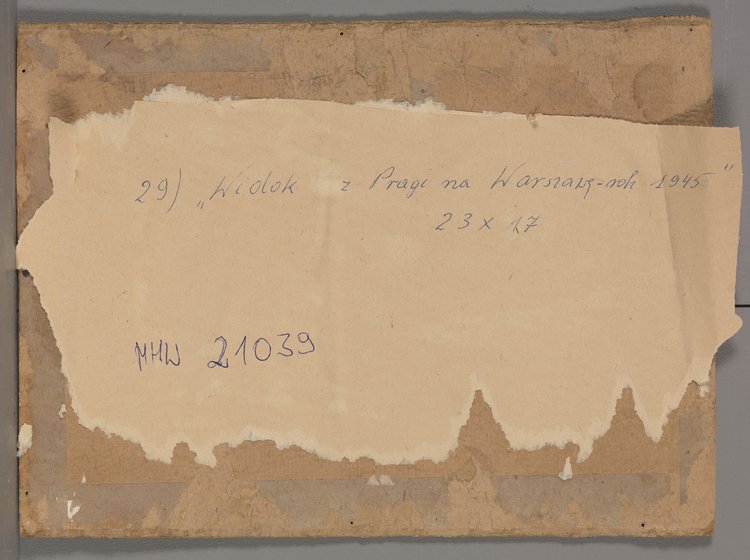 29) „Widok z Pragi na Warszawę - rok 1945"
23 x 17
MHW 21039